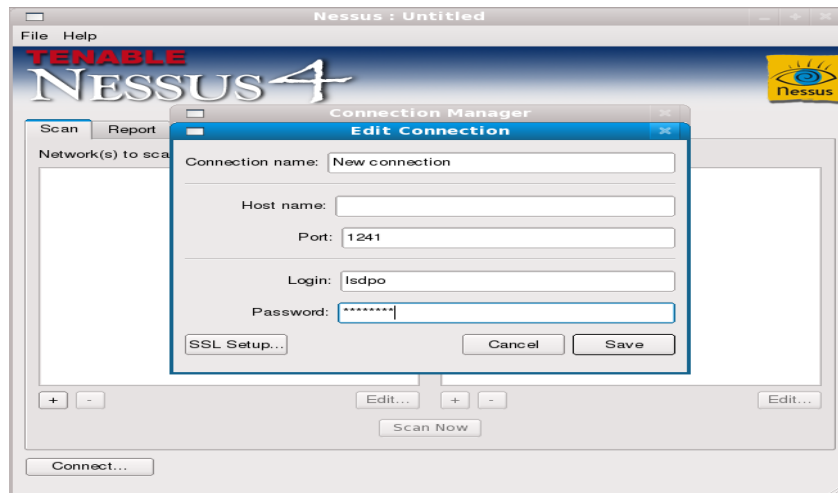 Nessus : Untitled
File Help
TENABLE
NESSUS 4
nessus
Connection Manager
Scan Report
Edit Connection
Network(s) to sca
Connection name: New connection
Host name:
Port: 1241
Login: lsdpo
Password: ********
SSL Setup... Cancel Save
+ - Edit... + - Edit...
Scan Now
Connect...